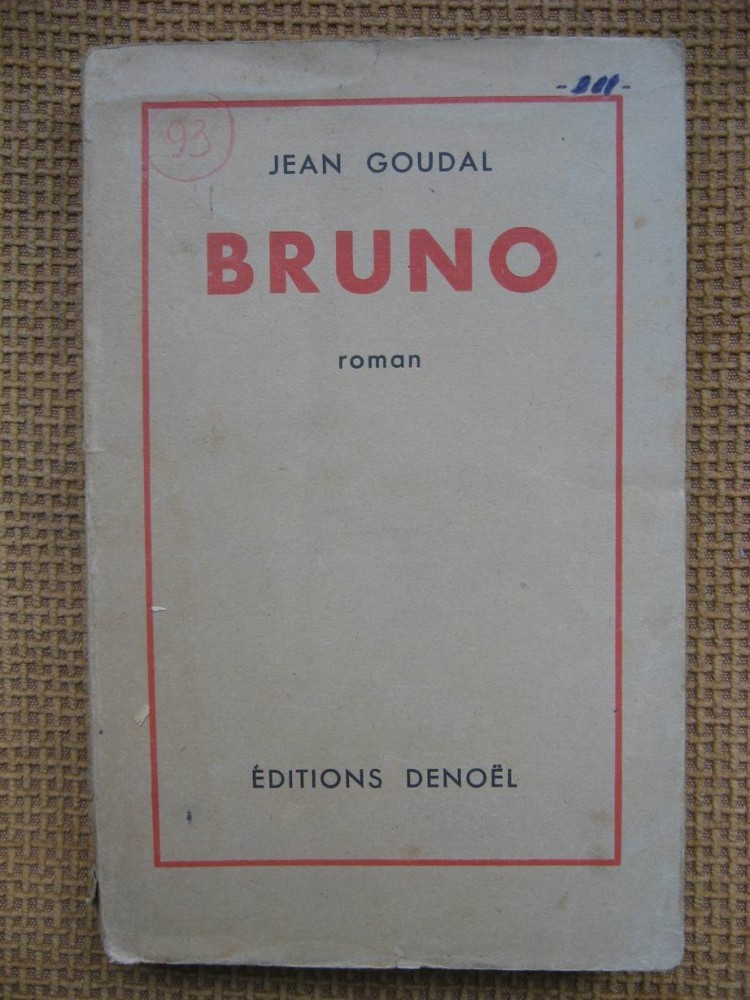 93
JEAN GOUDAL
BRUNO
roman
ÉDITIONS DENOËL